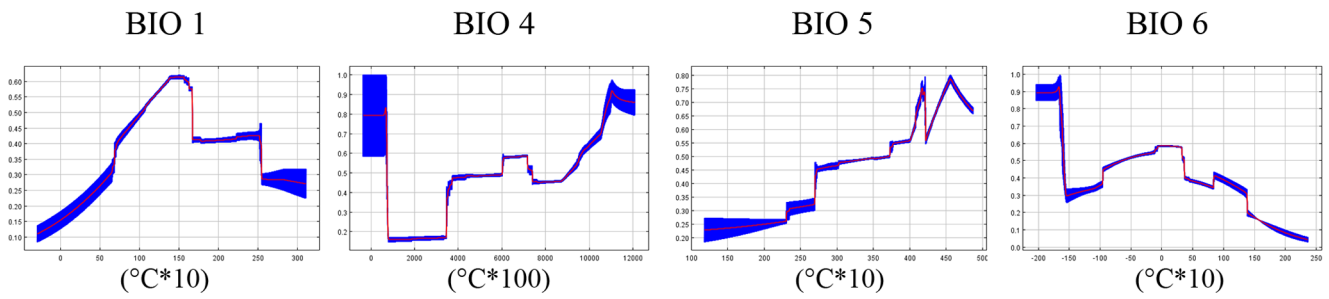 BIO 1 BIO 4 BIO 5 BIO 6
0.60 0.55 0.50 0.45 0.40 0.35 0.30 0.25 0.20 0.15 0.10
0 50 100 150 200 250 300
(°C*10)
1.0 0.9 0.8 0.7 0.6 0.5 0.4 0.3 0.2
0 2000 4000 6000 8000 10000 12000
(°C*100)
0.80 0.75 0.70 0.65 0.60 0.55 0.50 0.45 0.40 0.35 0.30 0.25 0.20
100 150 200 250 300 350 400 450 500
(°C*10)
1.0 0.9 0.8 0.7 0.6 0.5 0.4 0.3 0.2 0.1 0.0
-200 -150 -100 -50 0 50 100 150 200 250
(°C*10)